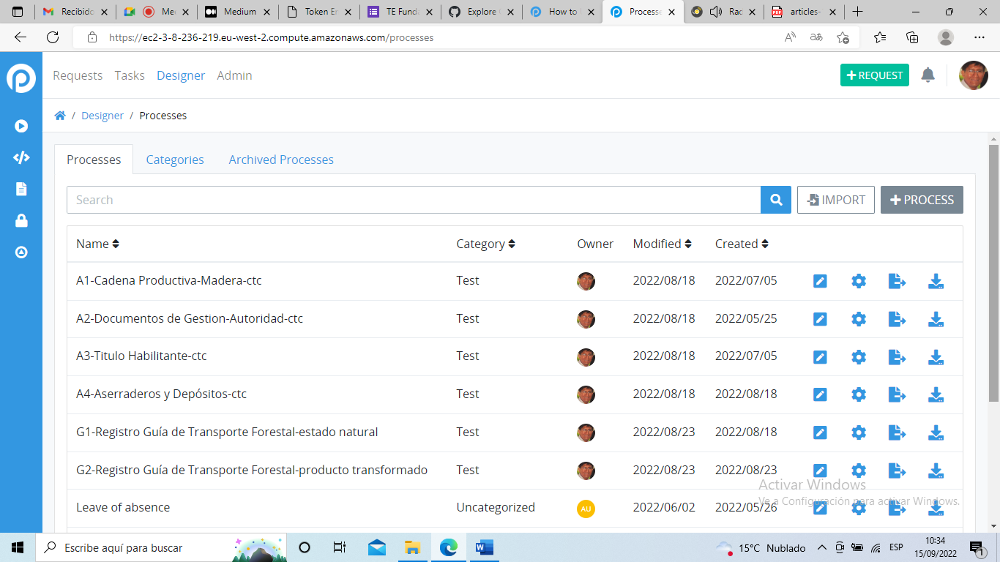 Recibido
Me
Medium
Token E
TE Fund
Explore
How to
Processe
Rad
articles-
https://ec2-3-8-236-219.eu-west-2.compute.amazonaws.com/processes
Requests Tasks Designer Admin
REQUEST
/ Designer / Processes
Processes Categories Archived Processes
Search
IMPORT
PROCESS
Name Category Owner Modified Created
A1-Cadena Productiva-Madera-ctc Test 2022/08/18 2022/07/05
A2-Documentos de Gestion-Autoridad-ctc Test 2022/08/18 2022/05/25
A3-Titulo Habilitante-ctc Test 2022/08/18 2022/07/05
A4-Aserraderos y Depósitos-ctc Test 2022/08/18 2022/08/18
G1-Registro Guía de Transporte Forestal-estado natural Test 2022/08/23 2022/08/18
G2-Registro Guía de Transporte Forestal-producto transformado Test 2022/08/23 2022/08/23
Leave of absence Uncategorized AU 2022/06/02 2022/05/26
Activar Windows
Ve a Configuración para activar Windows.
Escribe aquí para buscar
15°C Nublado
ESP
10:34
15/09/2022
1